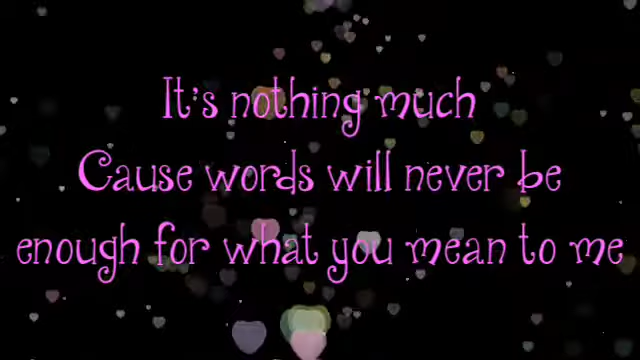 It's nothing much
Cause words will never be
enough for what you mean to me